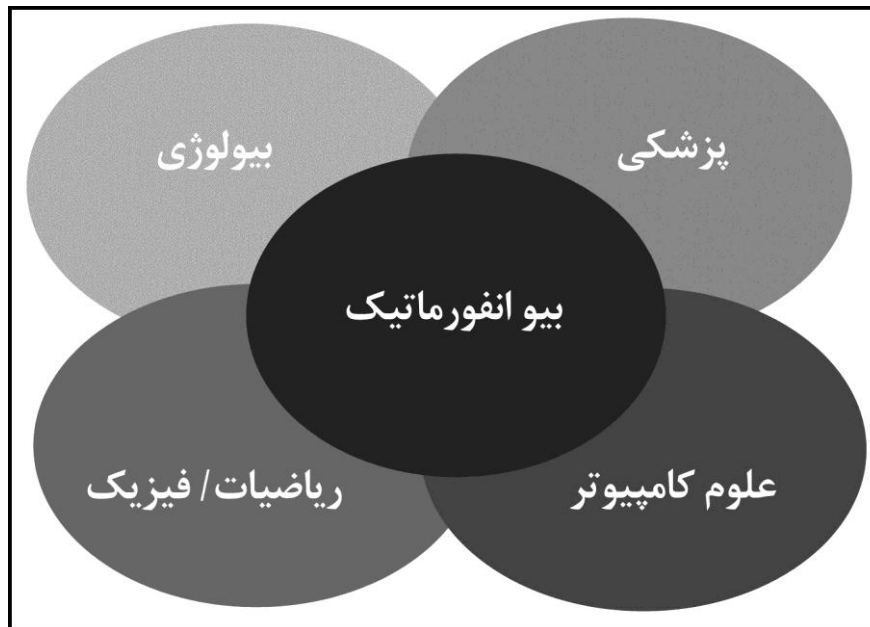 پزشکی
بیولوژی
بیو انفورماتیک
علوم کامپیوتر
ریاضیات/ فیزیک